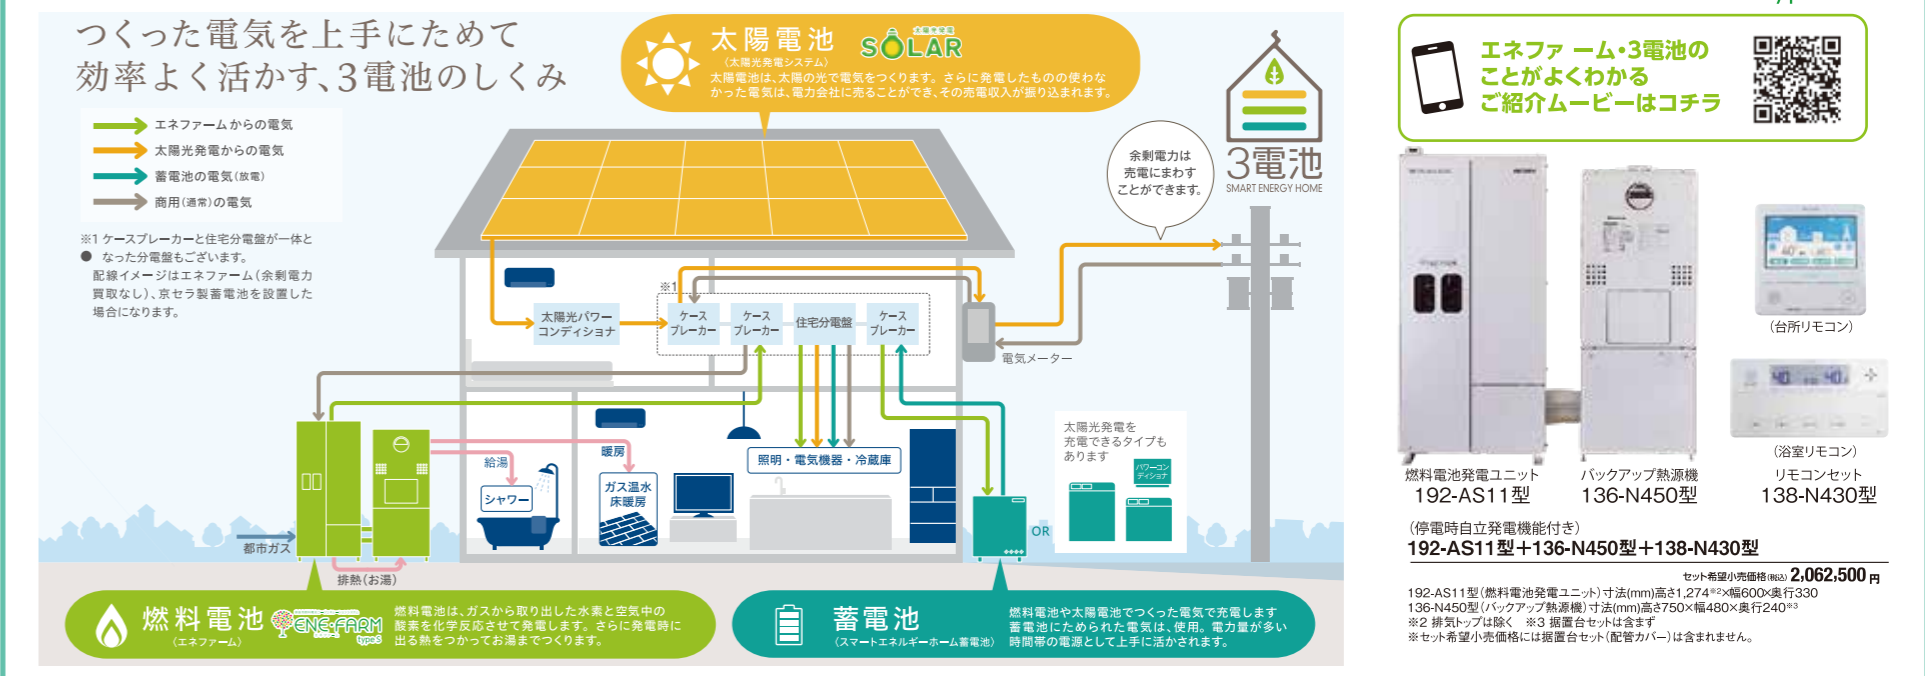 つくった電気を上手にためて
効率よく活かす、3電池のしくみ
エネファームからの電気
太陽光発電からの電気
蓄電池の電気(放電)
商用(通常)の電気
※1 ケースブレーカーと住宅分電盤が一体と
● なった分電盤もございます。
配線イメージはエネファーム(余剰電力
買取なし)、京セラ製蓄電池を設置した
場合になります。
太陽電池
(太陽光発電システム)
太陽を発電
SOLAR
太陽電池は、太陽の光で電気をつくります。さらに発電したものの使わな
かった電気は、電力会社に売ることができ、その売電収入が振り込まれます。
余剰電力は
売電にまわす
ことができます。
3電池
SMART ENERGY HOME
※1
太陽光パワー
コンディショナ
ケース
ブレーカー
ケース
ブレーカー
住宅分電盤
ケース
ブレーカー
電気メーター
給湯
シャワー
暖房
ガス温水
床暖房
照明・電気機器・冷蔵庫
太陽光発電を
充電できるタイプも
あります
パワーコン
ディショナ
OR
都市ガス
排熱(お湯)
燃料電池
(エネファーム)
ENE・FARM
typeS
燃料電池は、ガスから取り出した水素と空気中の
酸素を化学反応させて発電します。さらに発電時に
出る熱をつかってお湯までつくります。
蓄電池
(スマートエネルギーホーム蓄電池)
燃料電池や太陽電池でつくった電気で充電します
蓄電池にためられた電気は、使用。電力量が多い
時間帯の電源として上手に活かされます。
エネファ ーム・3電池の
ことがよくわかる
ご紹介ムービーはコチラ
(台所リモコン)
(浴室リモコン)
燃料電池発電ユニット
192-AS11型
バックアップ熱源機
136-N450型
リモコンセット
138-N430型
(停電時自立発電機能付き)
192-AS11型＋136-N450型＋138-N430型
セット希望小売価格(税込) 2,062,500 円
192-AS11型(燃料電池発電ユニット)寸法(mm)高さ1,274※2×幅600×奥行330
136-N450型(バックアップ熱源機)寸法(mm)高さ750×幅480×奥行240※3
※2 排気トップは除く ※3 据置台セットは含まず
※セット希望小売価格には据置台セット(配管カバー)は含まれません。